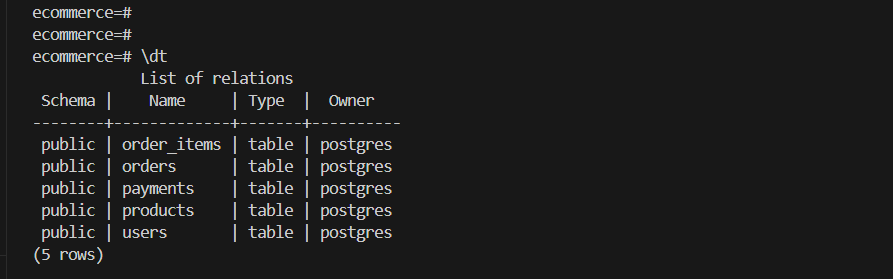 ecommerce=#
ecommerce=#
ecommerce=# \dt
            List of relations
 Schema |    Name     | Type  |  Owner
--------+-------------+-------+----------
 public | order_items | table | postgres
 public | orders      | table | postgres
 public | payments    | table | postgres
 public | products    | table | postgres
 public | users       | table | postgres
(5 rows)